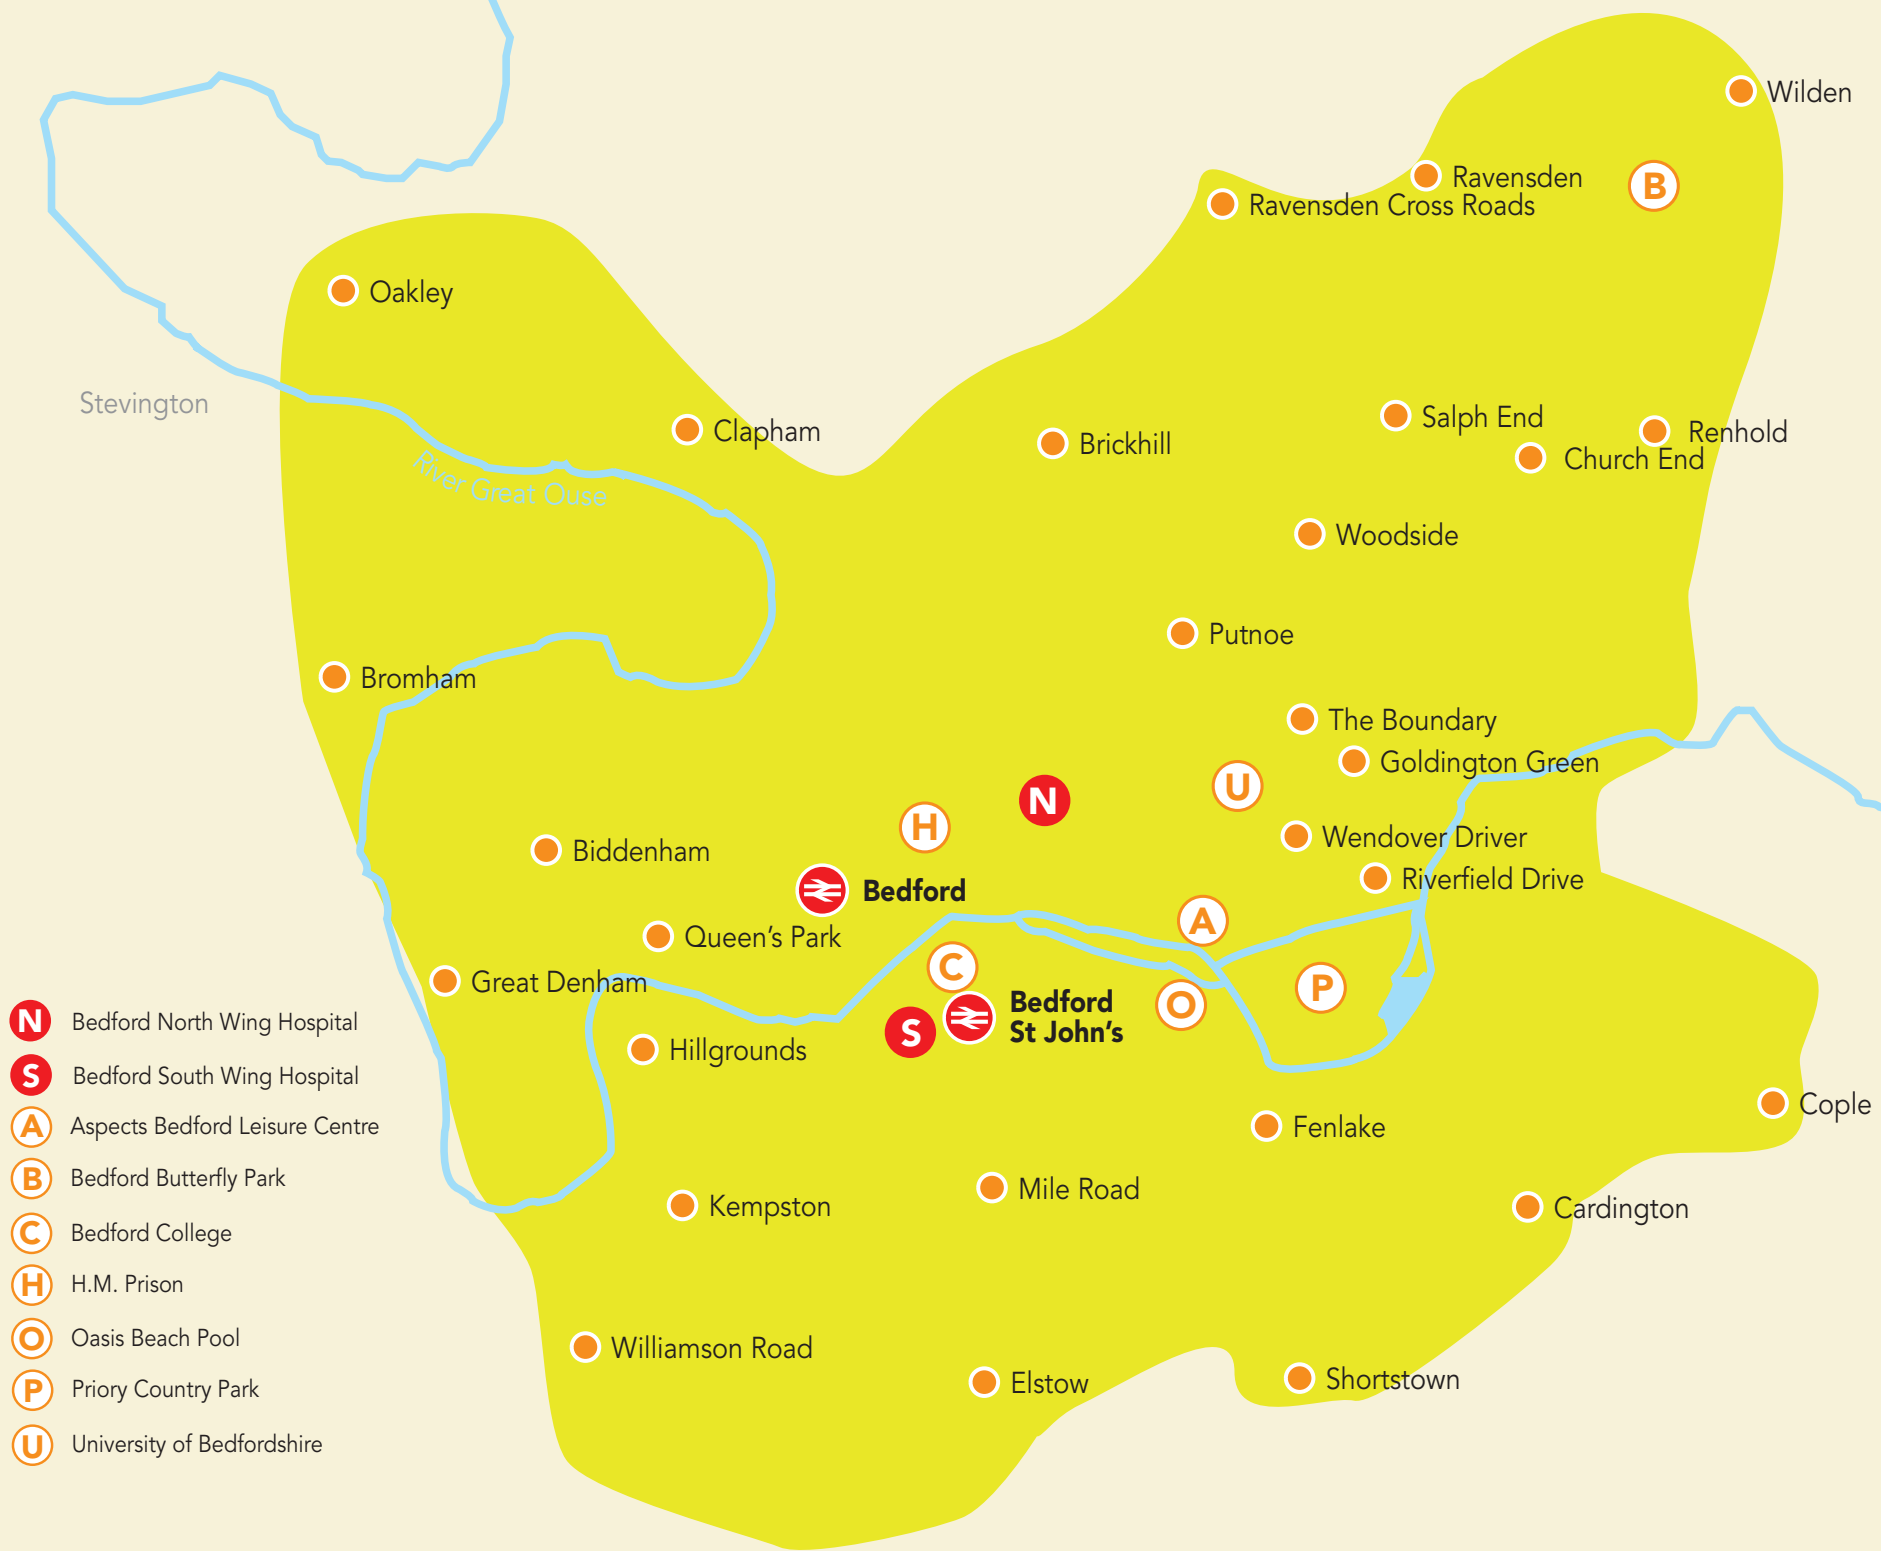 Wilden
Ravensden
B
Ravensden Cross Roads
Oakley
Stevington
Clapham
Brickhill
Salph End
Renhold
Church End
River Great Ouse
Woodside
Putnoe
Bromham
The Boundary
Goldington Green
U
N
H
Wendover Driver
Biddenham
Riverfield Drive
Bedford
A
Queen's Park
C
Great Denham
P
O
Bedford
St John's
S
Hillgrounds
Cople
Fenlake
Mile Road
Kempston
Cardington
Williamson Road
Elstow
Shortstown
N Bedford North Wing Hospital
S Bedford South Wing Hospital
A Aspects Bedford Leisure Centre
B Bedford Butterfly Park
C Bedford College
H H.M. Prison
O Oasis Beach Pool
P Priory Country Park
U University of Bedfordshire